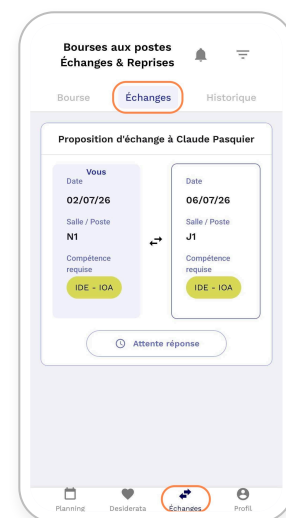 Bourses aux postes
Échanges & Reprises
Bourse
Échanges
Historique
Proposition d'échange à Claude Pasquier
Vous
Date
02/07/26
Salle / Poste
N1
Compétence
requise
IDE - IOA
Date
06/07/26
Salle / Poste
J1
Compétence
requise
IDE - IOA
Attente réponse
Planning
Desiderata
Échanges
Profil